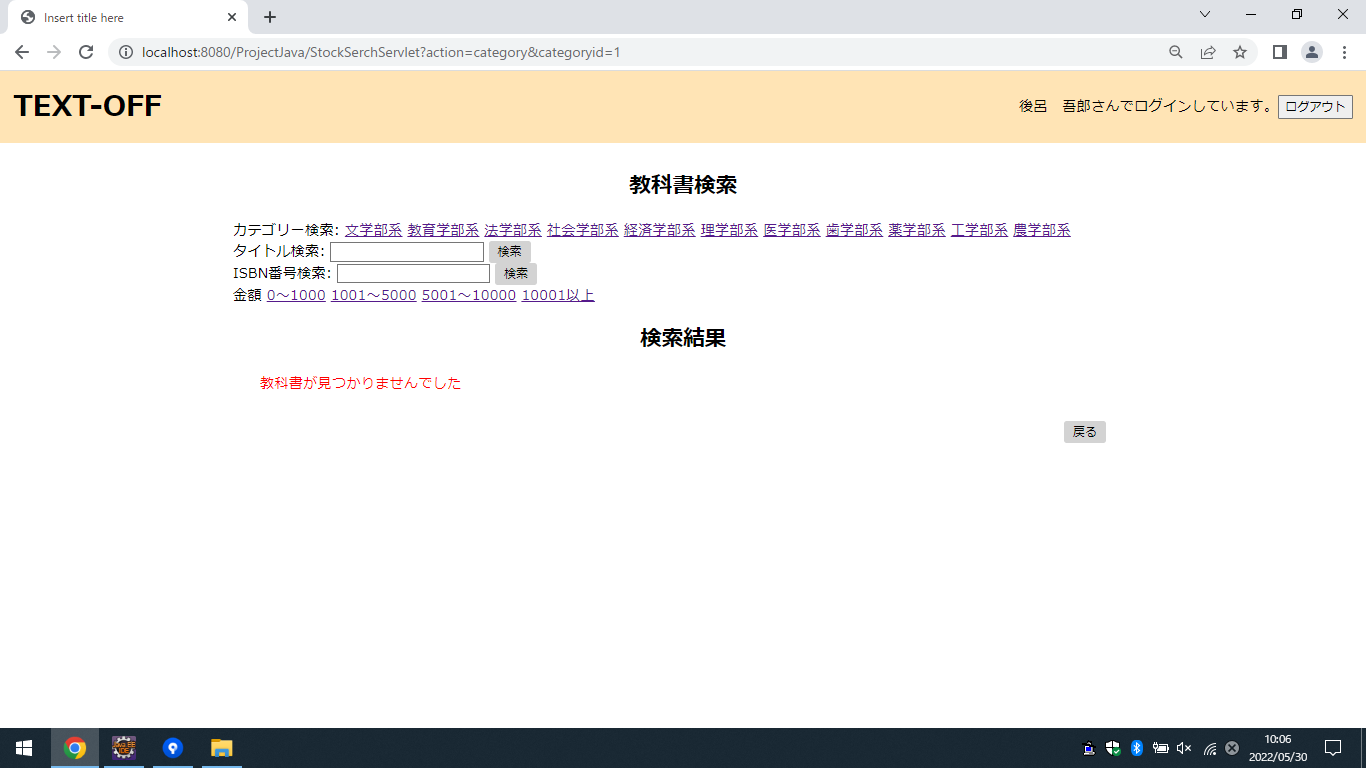 Insert title here
localhost:8080/ProjectJava/StockSerchServlet?action=category&categoryid=1
TEXT-OFF
後呂　吾郎さんでログインしています。 ログアウト
教科書検索
カテゴリー検索: 文学部系 教育学部系 法学部系 社会学部系 経済学部系 理学部系 医学部系 歯学部系 薬学部系 工学部系 農学部系
タイトル検索: 検索
ISBN番号検索: 検索
金額 0～1000 1001～5000 5001～10000 10001以上
検索結果
教科書が見つかりませんでした
戻る
10:06
2022/05/30